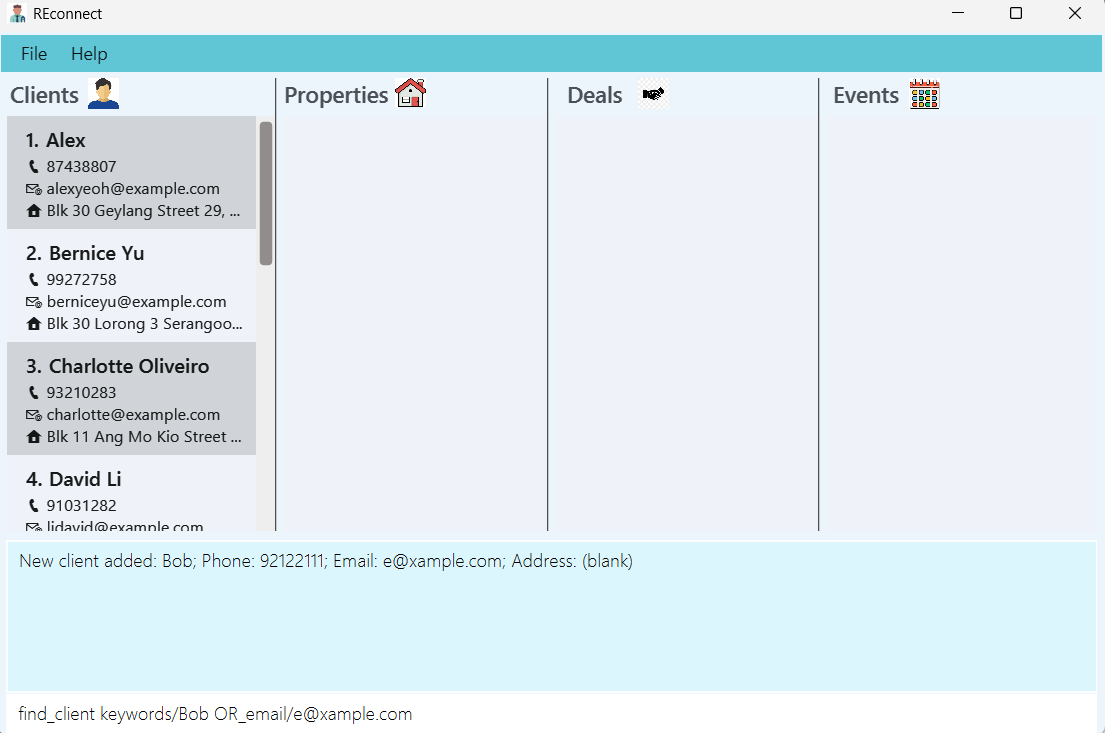 REconnect
File Help
Clients
Properties
Deals
Events
1. Alex
87438807
alexyeoh@example.com
Blk 30 Geylang Street 29, ...
2. Bernice Yu
99272758
berniceyu@example.com
Blk 30 Lorong 3 Serangoo...
3. Charlotte Oliveiro
93210283
charlotte@example.com
Blk 11 Ang Mo Kio Street ...
4. David Li
91031282
lidavid@example.com
New client added: Bob; Phone: 92122111; Email: e@xample.com; Address: (blank)
find_client keywords/Bob OR_email/e@xample.com